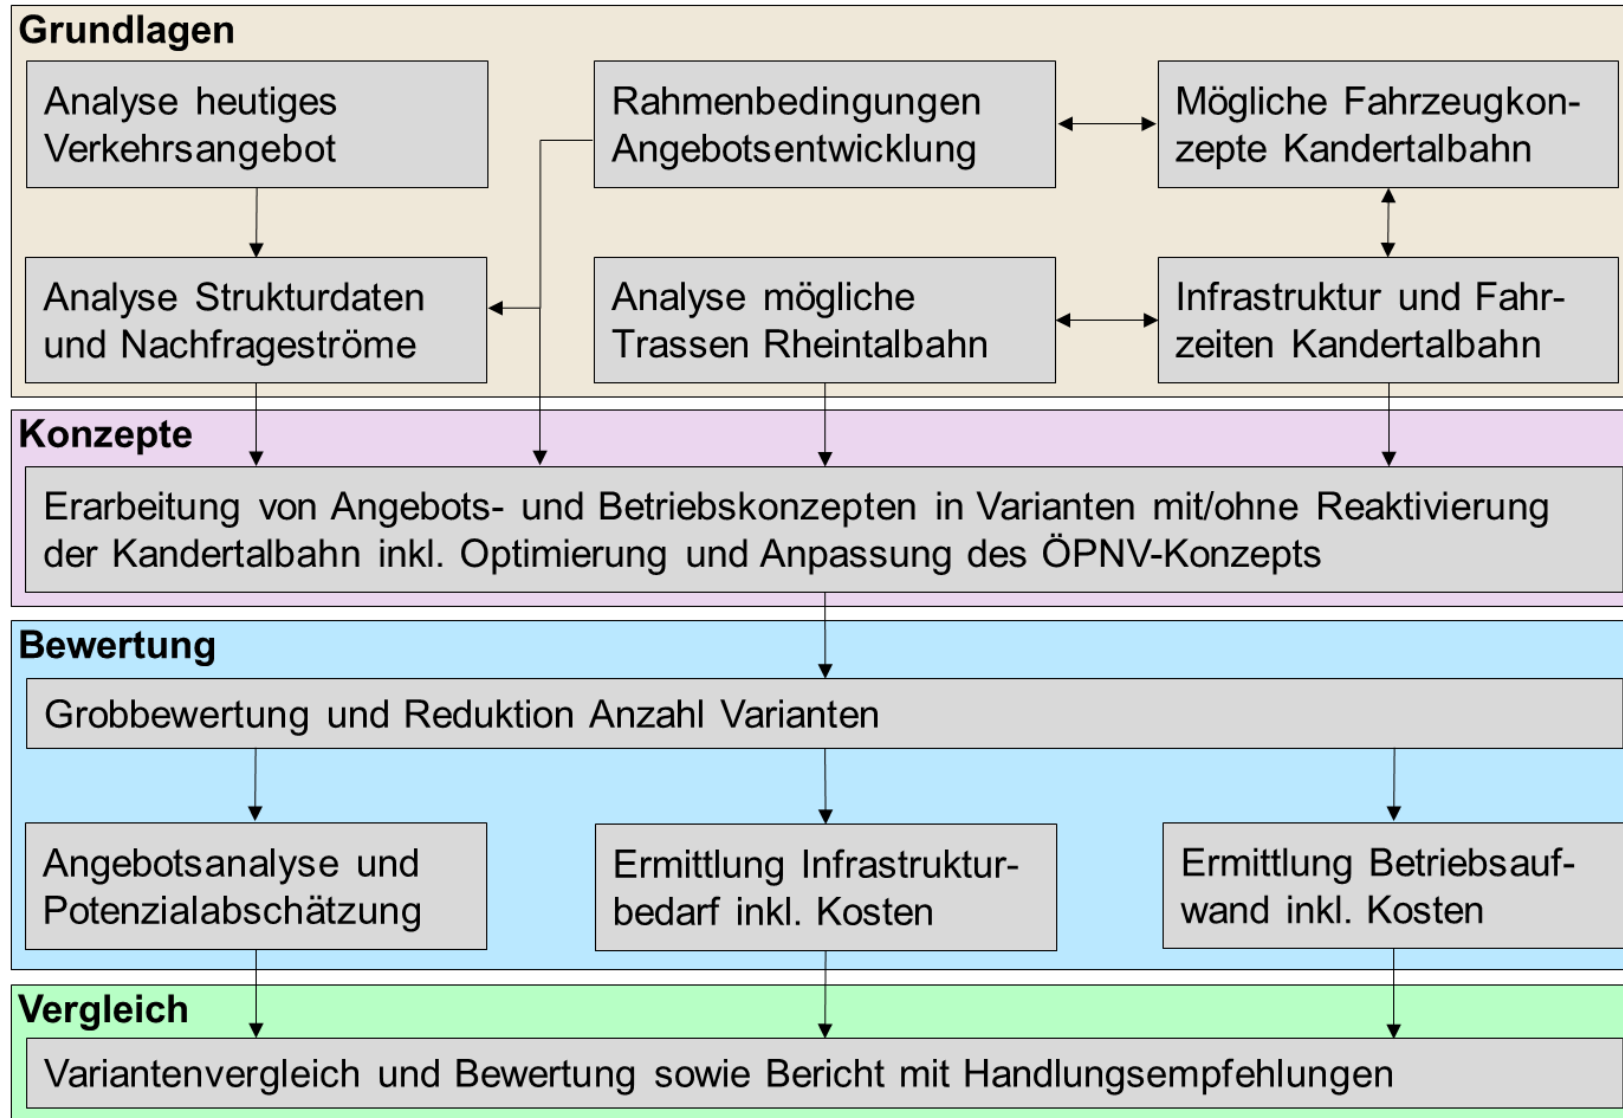 Grundlagen
Analyse heutiges
Verkehrsangebot
Rahmenbedingungen
Angebotsentwicklung
Mögliche Fahrzeugkon-
zepte Kandertalbahn
Analyse Strukturdaten
und Nachfrageströme
Analyse mögliche
Trassen Rheintalbahn
Infrastruktur und Fahr-
zeiten Kandertalbahn
Konzepte
Erarbeitung von Angebots- und Betriebskonzepten in Varianten mit/ohne Reaktivierung
der Kandertalbahn inkl. Optimierung und Anpassung des ÖPNV-Konzepts
Bewertung
Grobbewertung und Reduktion Anzahl Varianten
Angebotsanalyse und
Potenzialabschätzung
Ermittlung Infrastruktur-
bedarf inkl. Kosten
Ermittlung Betriebsauf-
wand inkl. Kosten
Vergleich
Variantenvergleich und Bewertung sowie Bericht mit Handlungsempfehlungen